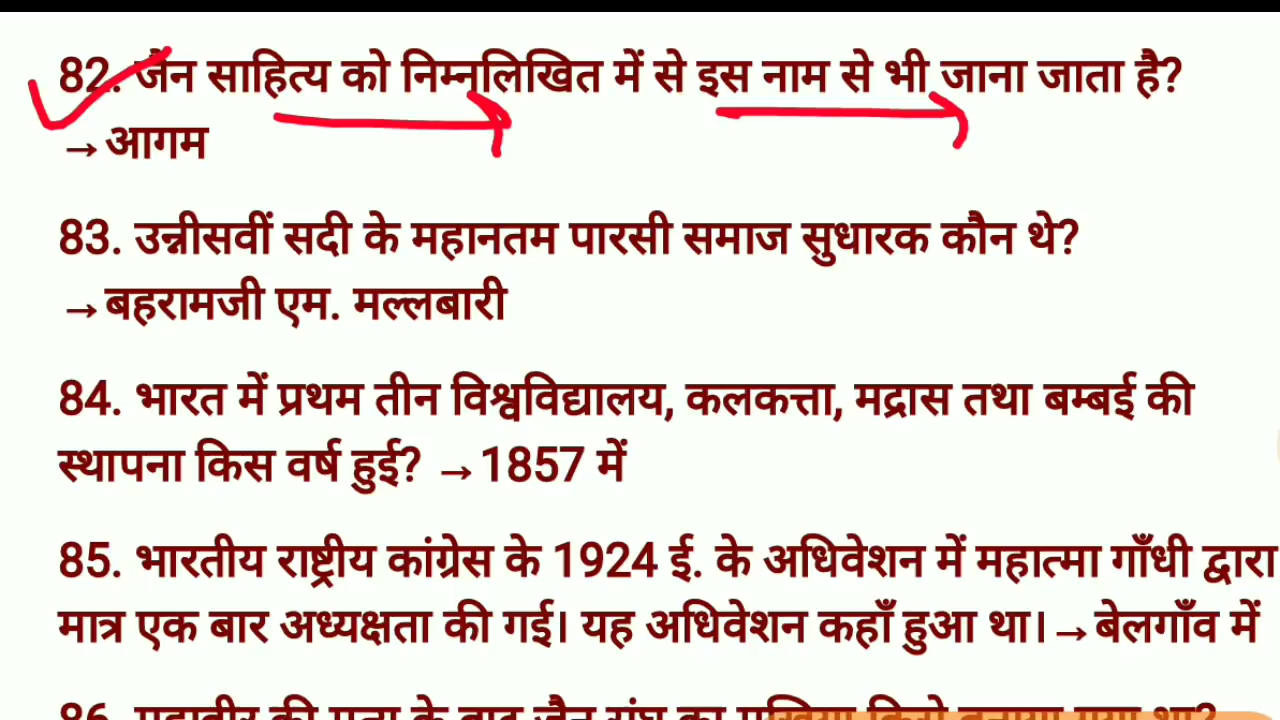 82. जैन साहित्य को निम्नलिखित में से इस नाम से भी जाना जाता है?
→आगम
83. उन्नीसवीं सदी के महानतम पारसी समाज सुधारक कौन थे?
→बहरामजी एम. मल्लबारी
84. भारत में प्रथम तीन विश्वविद्यालय, कलकत्ता, मद्रास तथा बम्बई की
स्थापना किस वर्ष हुई? →1857 में
85. भारतीय राष्ट्रीय कांग्रेस के 1924 ई. के अधिवेशन में महात्मा गाँधी द्वारा
मात्र एक बार अध्यक्षता की गई। यह अधिवेशन कहाँ हुआ था।→बेलगाँव में
86. महावीर की मृत्यु के बाद जैन संघ का